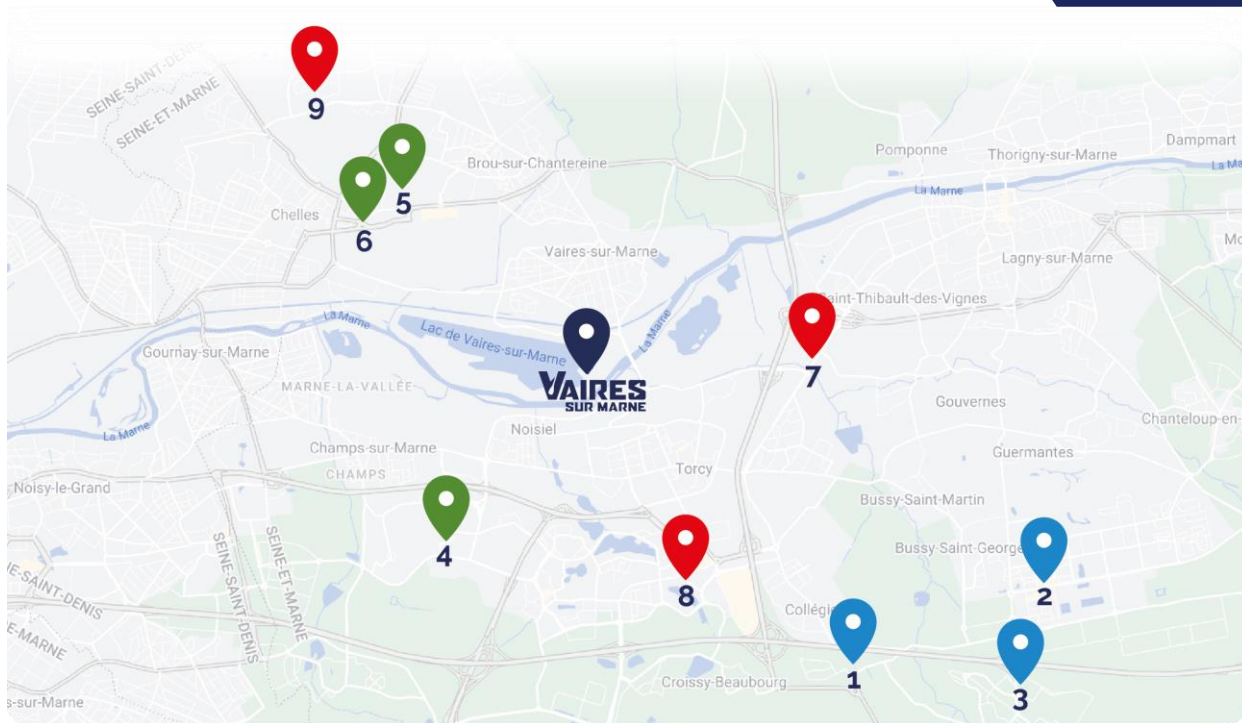 SEINE-SAINT-DENIS
SEINE-ET-MARNE
9
Brou-sur-Chantereine
Pomponne
Thorigny-sur-Marne
Dampmart
La Marne
5
Chelles
6
Vaires-sur-Marne
Lagny-sur-Marne
Saint-Thibault-des-Vignes
La Marne
La Marne
Lac de Vaires-sur-Marne
Gournay-sur-Marne
MARNE-LA-VALLÉE
VAIRES
SUR MARNE
7
Gouvernes
Chanteloup-en-
La Marne
Noisiel
Champs-sur-Marne
CHAMPS
Torcy
Guermantes
Noisy-le-Grand
Bussy-Saint-Martin
4
Bussy Saint-George
8
2
NE-SAINT-DENIS
SEINE-SAINT-DENIS
SEINE-ET-MARNE
E-MARNE
Collégie
1
Croissy-Beaubourg
3
s-sur-Marne